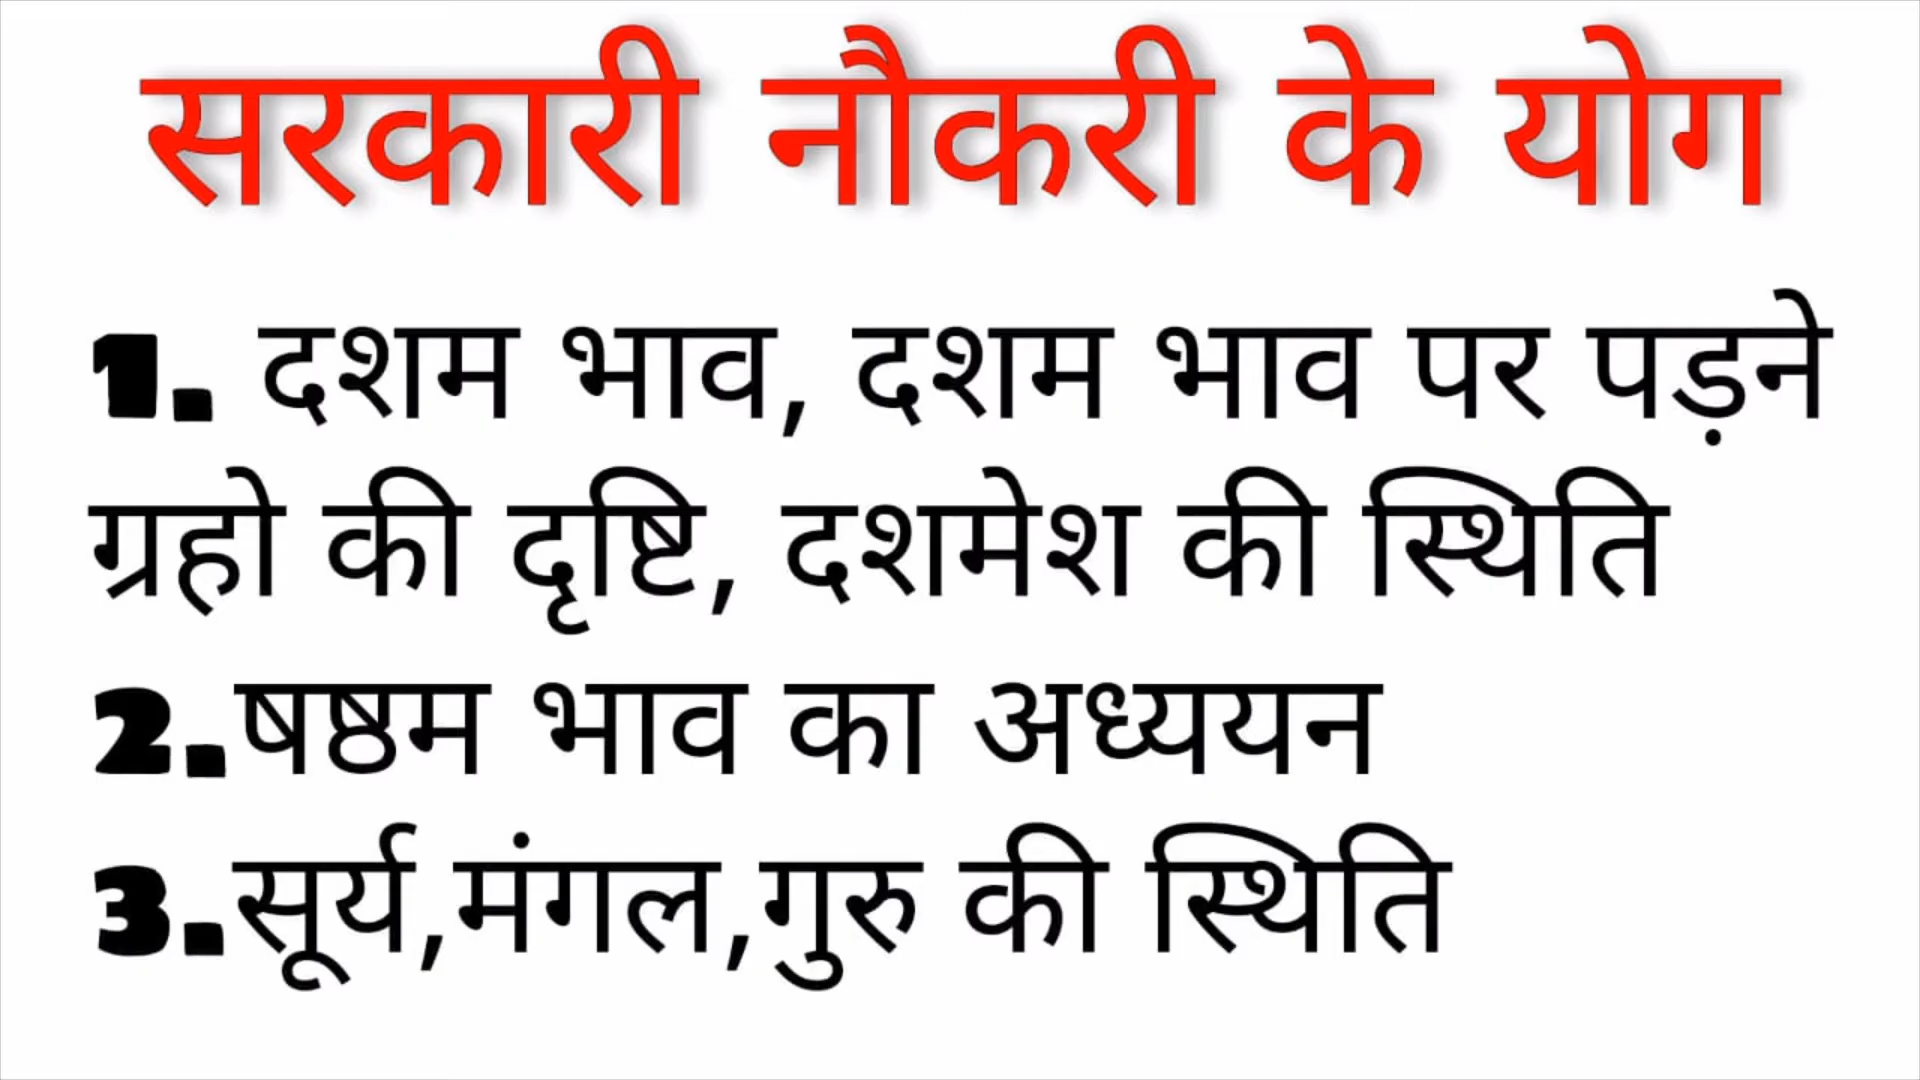 सरकारी नौकरी के योग
1. दशम भाव, दशम भाव पर पड़ने
ग्रहो की दृष्टि, दशमेश की स्थिति
2.षष्ठम भाव का अध्ययन
3.सूर्य,मंगल,गुरु की स्थिति